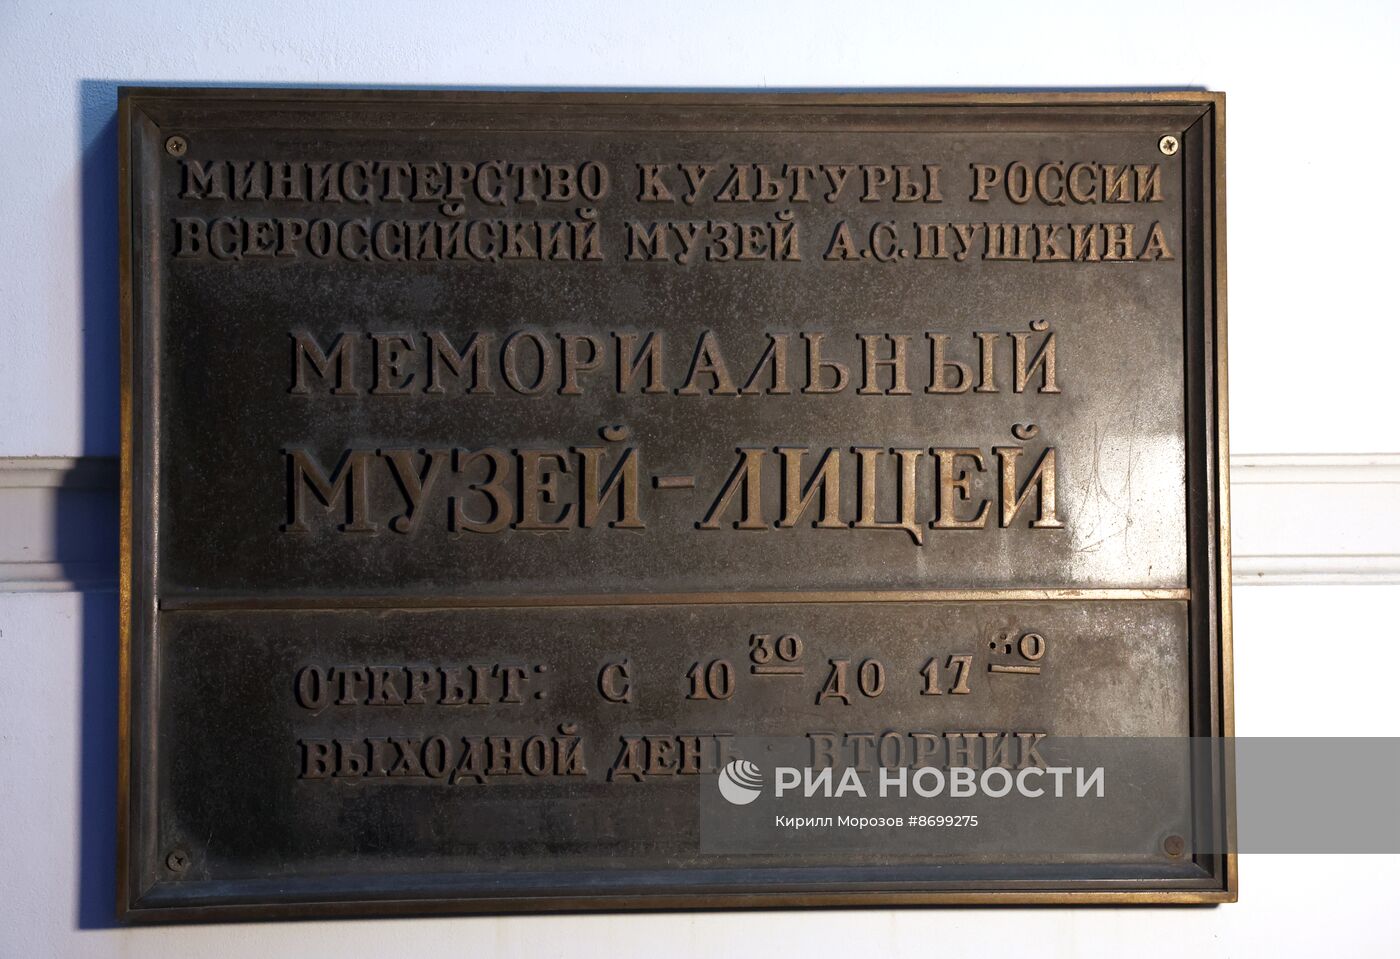 МИНИСТЕРСТВО КУЛЬТУРЫ РОССИИ
ВСЕРОССИЙСКИЙ МУЗЕЙ А.С.ПУШКИНА
МЕМОРИАЛЬНЫЙ
МУЗЕЙ-ЛИЦЕЙ
ОТКРЫТ: С 10 30 ДО 17 30
ВЫХОДНОЙ ДЕНЬ - ВТОРНИК
РИА НОВОСТИ
Кирилл Морозов #8699275